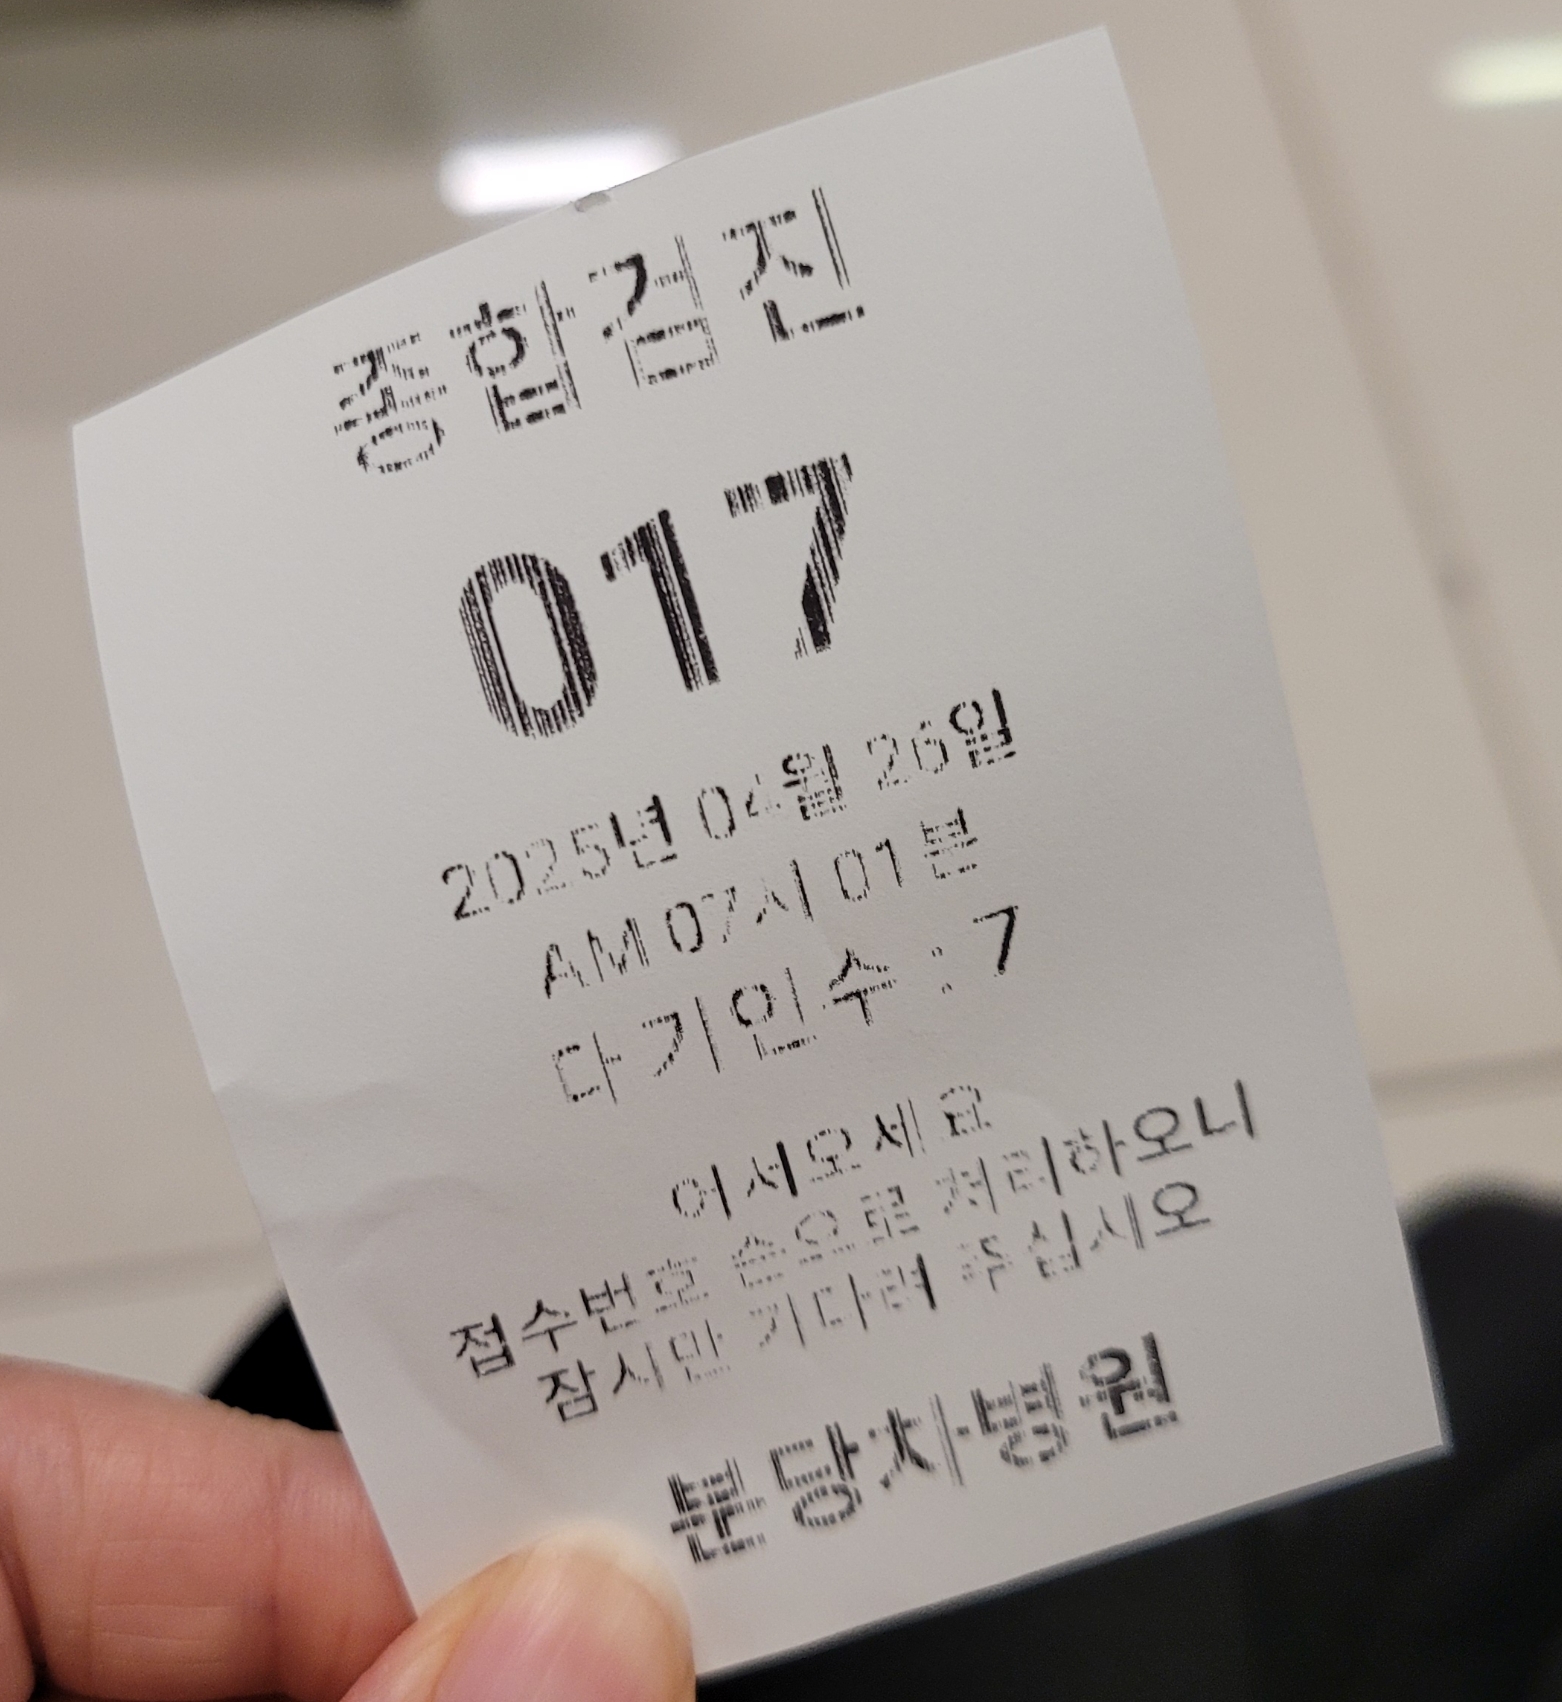 종합검진
017
2025년 04월 26일
AM 07시 01분
대기인수 : 7
어서오세요
접수번호 순으로 처리하오니
잠시만 기다려 주십시오
분당차병원